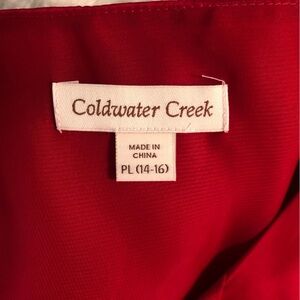 Coldwater Creek
MADE IN
CHINA
PL (14-16)